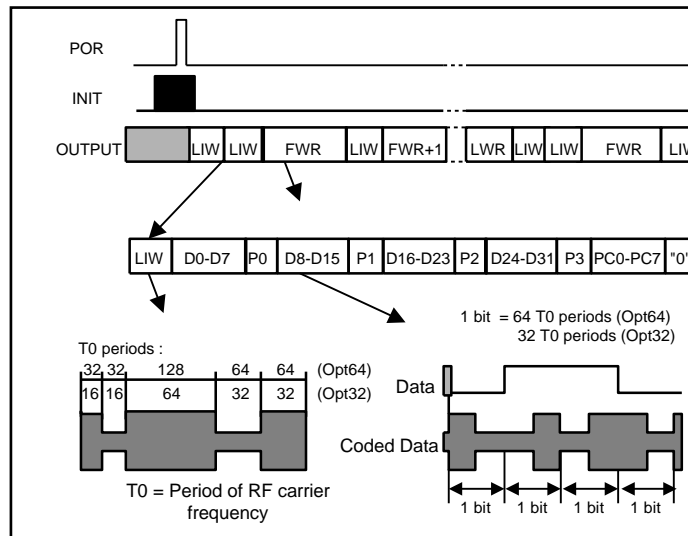 POR
INIT
OUTPUT LIW LIW FWR LIW FWR+1 LWR LIW LIW FWR LIW
LIW D0-D7 P0 D8-D15 P1 D16-D23 P2 D24-D31 P3 PC0-PC7 "0"
1 bit = 64 T0 periods (Opt64)
32 T0 periods (Opt32)
T0 periods :
32 32 128 64 64 (Opt64)
16 16 64 32 32 (Opt32)
Data
Coded Data
T0 = Period of RF carrier
frequency
1 bit 1 bit 1 bit 1 bit